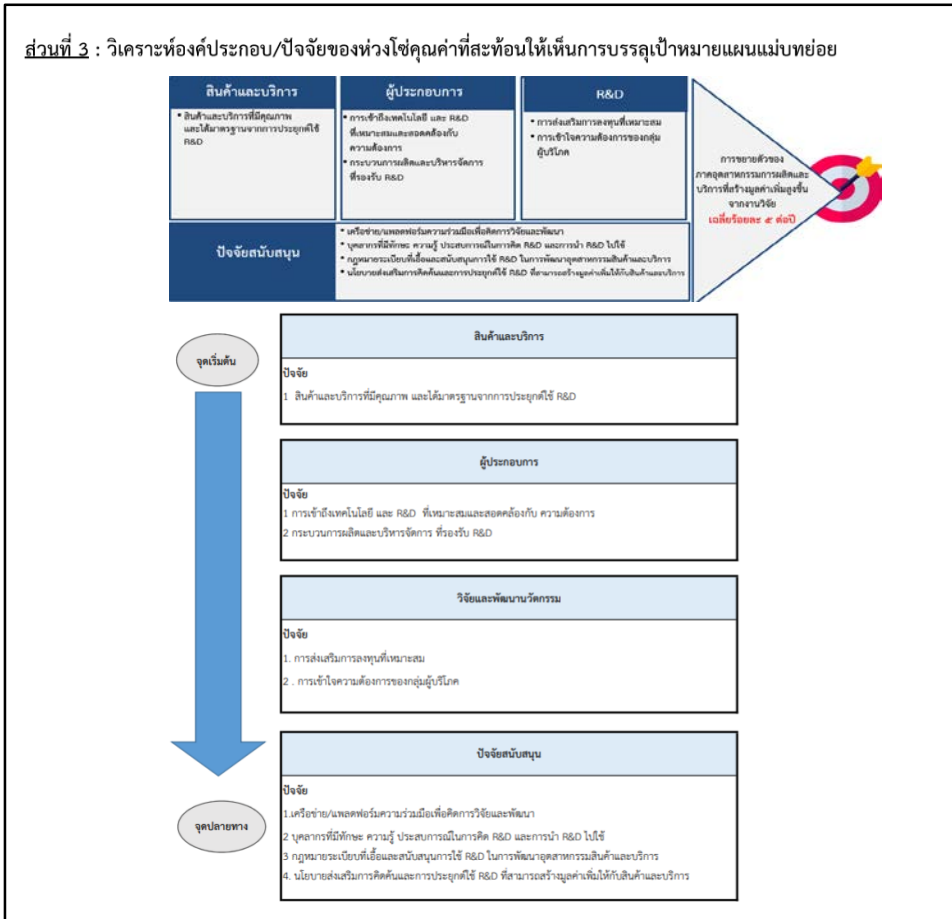 ส่วนที่ 3 : วิเคราะห์องค์ประกอบ/ปัจจัยของห่วงโซ่คุณค่าที่สะท้อนให้เห็นการบรรลุเป้าหมายแผนแม่บทย่อย
สินค้าและบริการ
▪ สินค้าและบริการที่มีคุณภาพ
และได้มาตรฐานจากการประยุกต์ใช้
R&D
ผู้ประกอบการ
▪ การเข้าถึงเทคโนโลยี และ R&D
ที่เหมาะสมและสอดคล้องกับ
ความต้องการ
▪ กระบวนการผลิตและบริหารจัดการ
ที่รองรับ R&D
R&D
▪ การส่งเสริมการลงทุนที่เหมาะสม
▪ การเข้าใจความต้องการของกลุ่ม
ผู้บริโภค
การขยายตัวของ
ภาคอุตสาหกรรมการผลิตและ
บริการที่สร้างมูลค่าเพิ่มสูงขึ้น
จากงานวิจัย
เฉลี่ยร้อยละ ๕ ต่อปี
ปัจจัยสนับสนุน
▪ เครือข่าย/แพลตฟอร์มความร่วมมือเพื่อคิดการวิจัยและพัฒนา
▪ บุคลากรที่มีทักษะ ความรู้ ประสบการณ์ในการคิด R&D และการนำ R&D ไปใช้
▪ กฎหมายระเบียบที่เอื้อและสนับสนุนการใช้ R&D ในการพัฒนาอุตสาหกรรมสินค้าและบริการ
▪ นโยบายส่งเสริมการคิดค้นและการประยุกต์ใช้ R&D ที่สามารถสร้างมูลค่าเพิ่มให้กับสินค้าและบริการ
จุดเริ่มต้น
สินค้าและบริการ
ปัจจัย
1 สินค้าและบริการที่มีคุณภาพ และได้มาตรฐานจากการประยุกต์ใช้ R&D
ผู้ประกอบการ
ปัจจัย
1 การเข้าถึงเทคโนโลยี และ R&D ที่เหมาะสมและสอดคล้องกับ ความต้องการ
2 กระบวนการผลิตและบริหารจัดการ ที่รองรับ R&D
วิจัยและพัฒนานวัตกรรม
ปัจจัย
1. การส่งเสริมการลงทุนที่เหมาะสม
2 . การเข้าใจความต้องการของกลุ่มผู้บริโภค
ปัจจัยสนับสนุน
ปัจจัย
1.เครือข่าย/แพลตฟอร์มความร่วมมือเพื่อคิดการวิจัยและพัฒนา
2 บุคลากรที่มีทักษะ ความรู้ ประสบการณ์ในการคิด R&D และการนำ R&D ไปใช้
3 กฎหมายระเบียบที่เอื้อและสนับสนุนการใช้ R&D ในการพัฒนาอุตสาหกรรมสินค้าและบริการ
4. นโยบายส่งเสริมการคิดค้นและการประยุกต์ใช้ R&D ที่สามารถสร้างมูลค่าเพิ่มให้กับสินค้าและบริการ
จุดปลายทาง